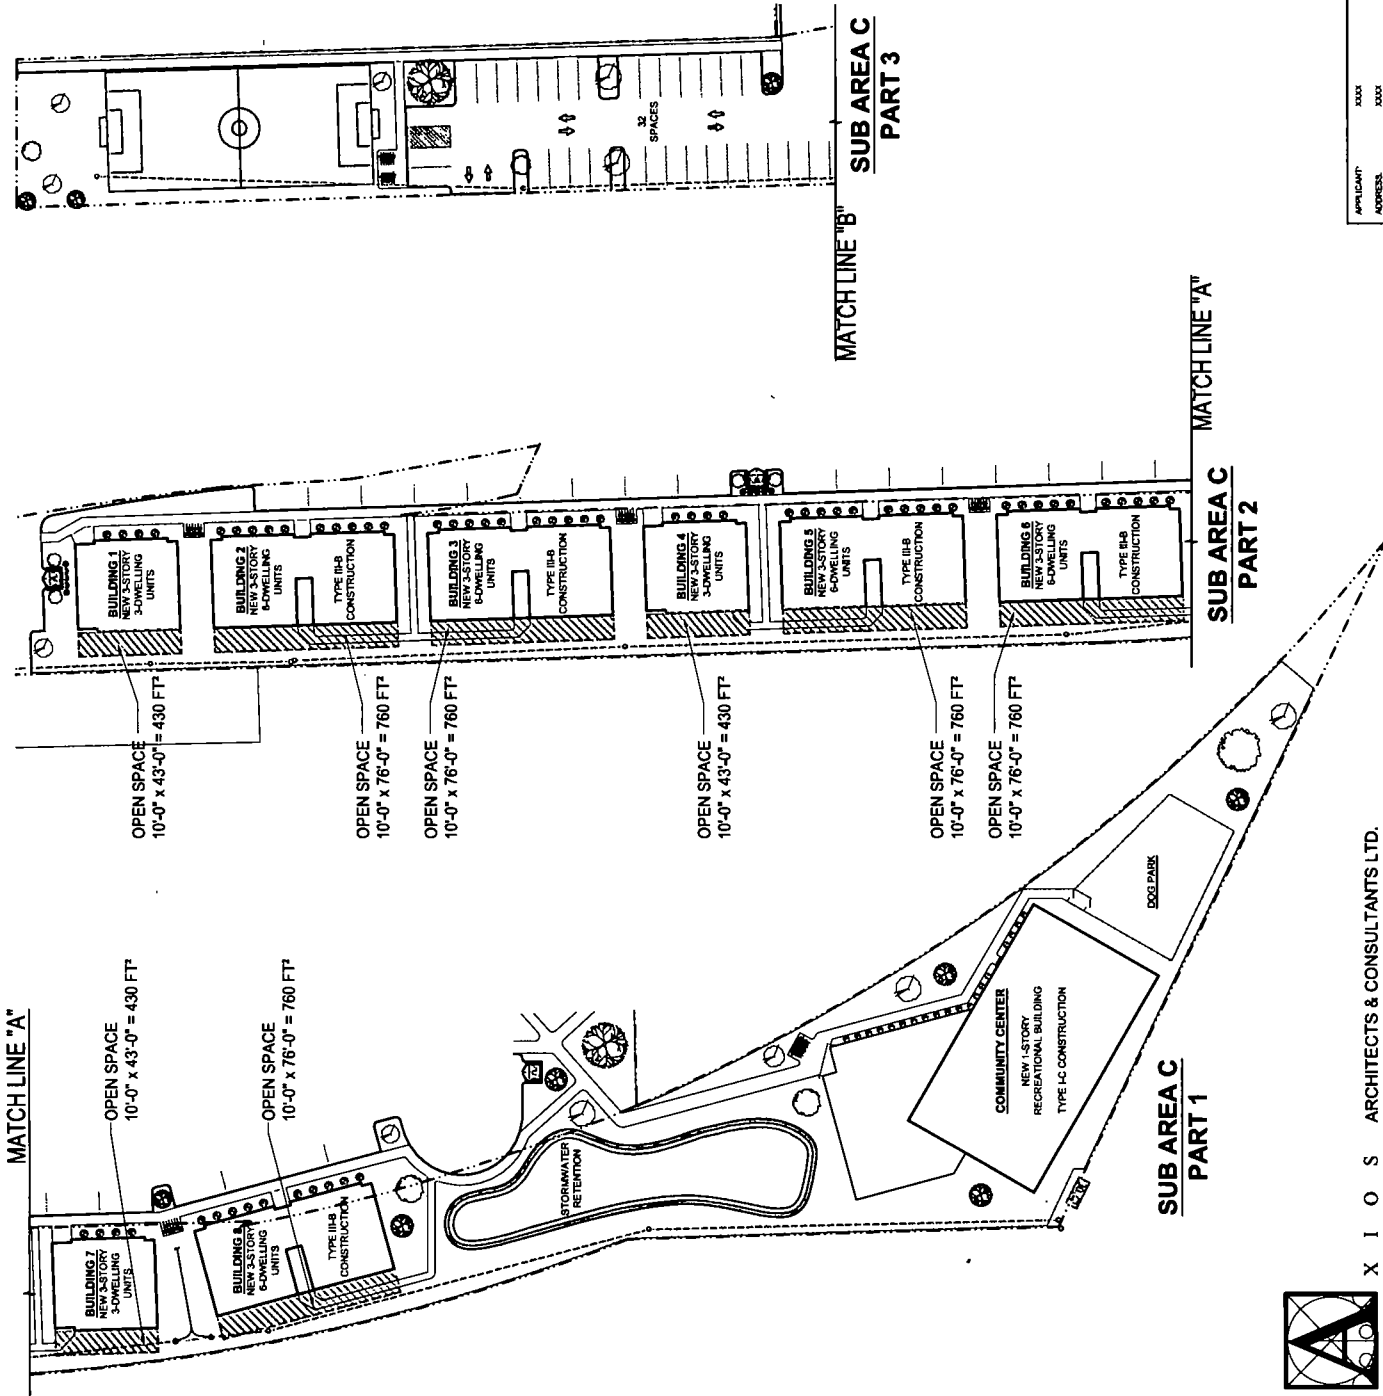 SUB AREA C
PART 3
32
SPACES
MATCH LINE "B"
APPLICANT: XXXX
ADDRESS: XXXX
BUILDING 1
NEW 3-STORY
3-DWELLING
UNITS
BUILDING 2
NEW 3-STORY
6-DWELLING
UNITS
TYPE III-B
CONSTRUCTION
BUILDING 3
NEW 3-STORY
6-DWELLING
UNITS
TYPE III-B
CONSTRUCTION
BUILDING 4
NEW 3-STORY
3-DWELLING
UNITS
BUILDING 5
NEW 3-STORY
6-DWELLING
UNITS
TYPE III-B
CONSTRUCTION
BUILDING 6
NEW 3-STORY
6-DWELLING
UNITS
TYPE III-B
CONSTRUCTION
OPEN SPACE
10'-0" x 43'-0" = 430 FT²
OPEN SPACE
10'-0" x 76'-0" = 760 FT²
OPEN SPACE
10'-0" x 76'-0" = 760 FT²
OPEN SPACE
10'-0" x 43'-0" = 430 FT²
OPEN SPACE
10'-0" x 76'-0" = 760 FT²
OPEN SPACE
10'-0" x 76'-0" = 760 FT²
MATCH LINE "A"
SUB AREA C
PART 2
MATCH LINE "A"
OPEN SPACE
10'-0" x 43'-0" = 430 FT²
OPEN SPACE
10'-0" x 76'-0" = 760 FT²
BUILDING 7
NEW 3-STORY
3-DWELLING
UNITS
BUILDING 8
NEW 3-STORY
6-DWELLING
UNITS
TYPE III-B
CONSTRUCTION
STORMWATER
RETENTION
COMMUNITY CENTER
NEW 1-STORY
RECREATIONAL BUILDING
TYPE I-C CONSTRUCTION
DOG PARK
SUB AREA C
PART 1
A X I O S ARCHITECTS & CONSULTANTS LTD.